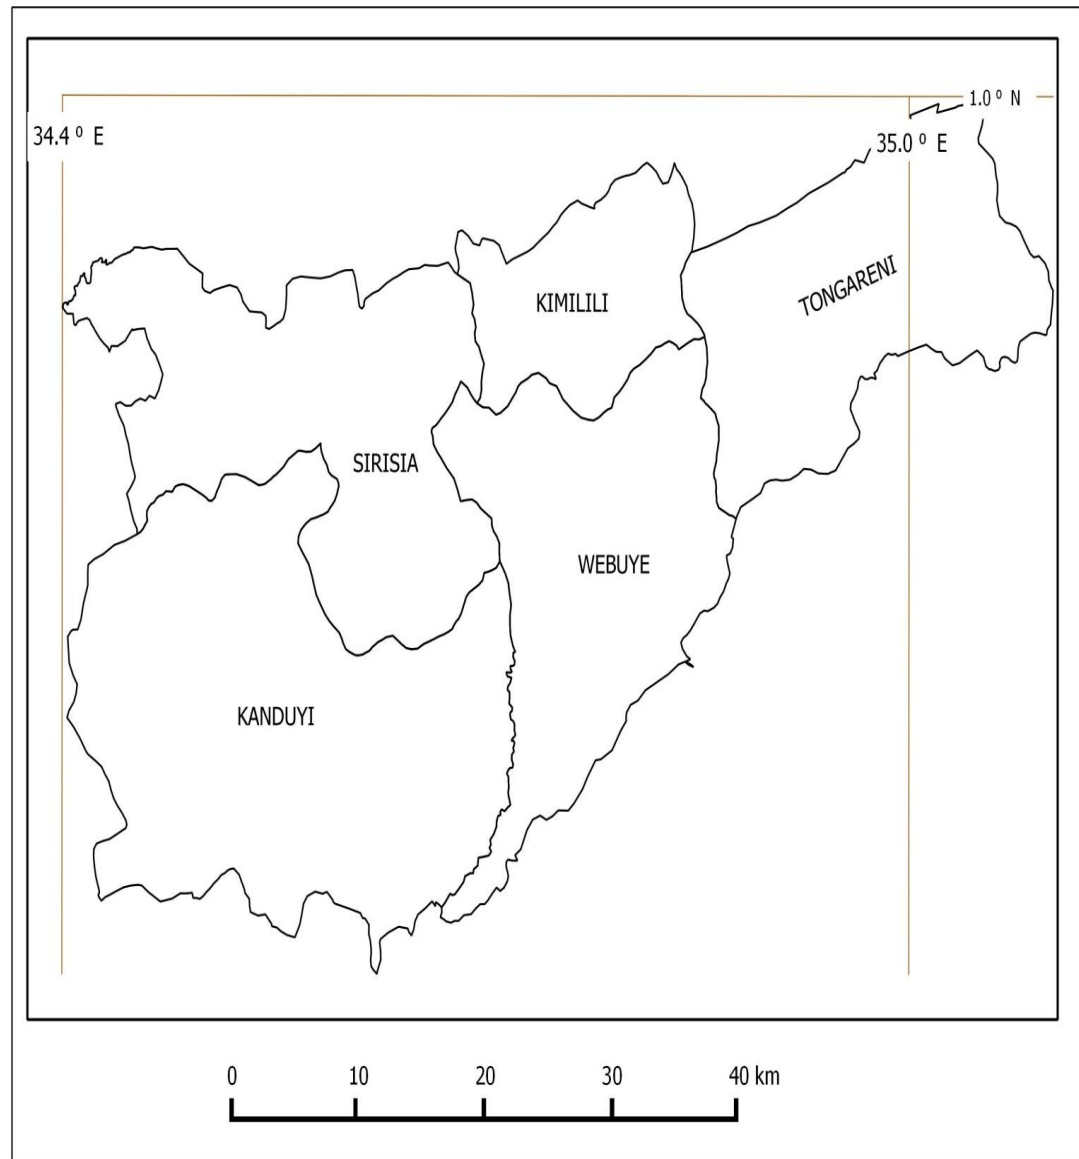 1.0 º N
34.4 º E
35.0 º E
TONGARENI
KIMILILI
SIRISIA
WEBUYE
KANDUYI
0 10 20 30 40 km